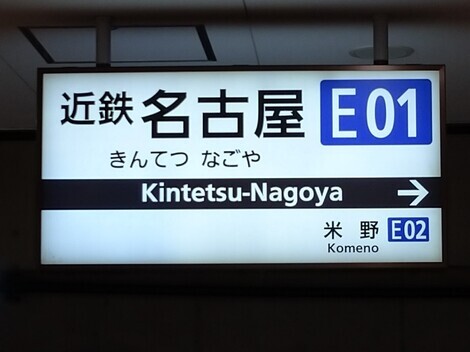 近鉄 名古屋 E01
きんてつ なごや
Kintetsu-Nagoya →
米野 E02
Komeno